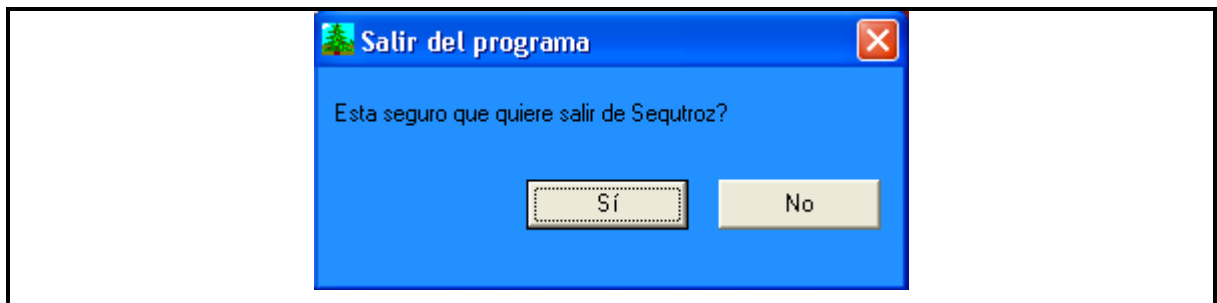 Salir del programa
Esta seguro que quiere salir de Sequtroz?
Sí No